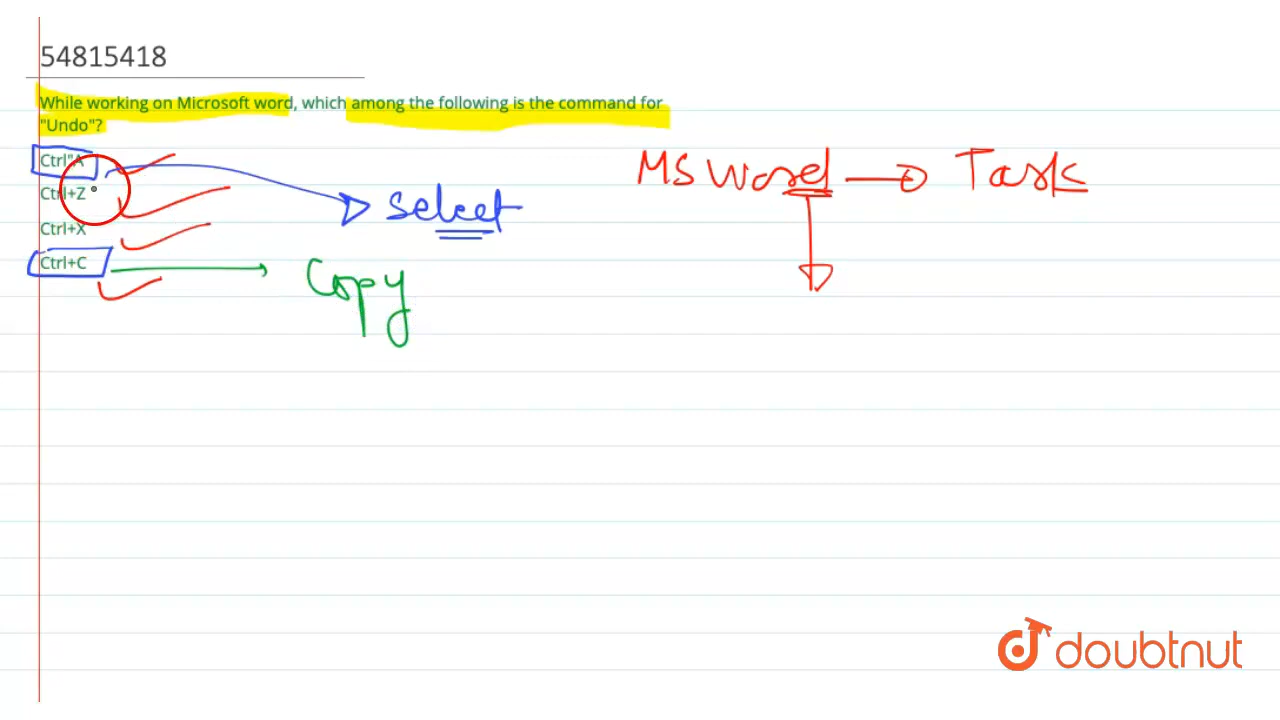 54815418
While working on Microsoft word, which among the following is the command for
"Undo"?
Ctrl"A
Ctrl+Z
Ctrl+X
Ctrl+C
MS Word → Task
Select
Copy
doubtnut